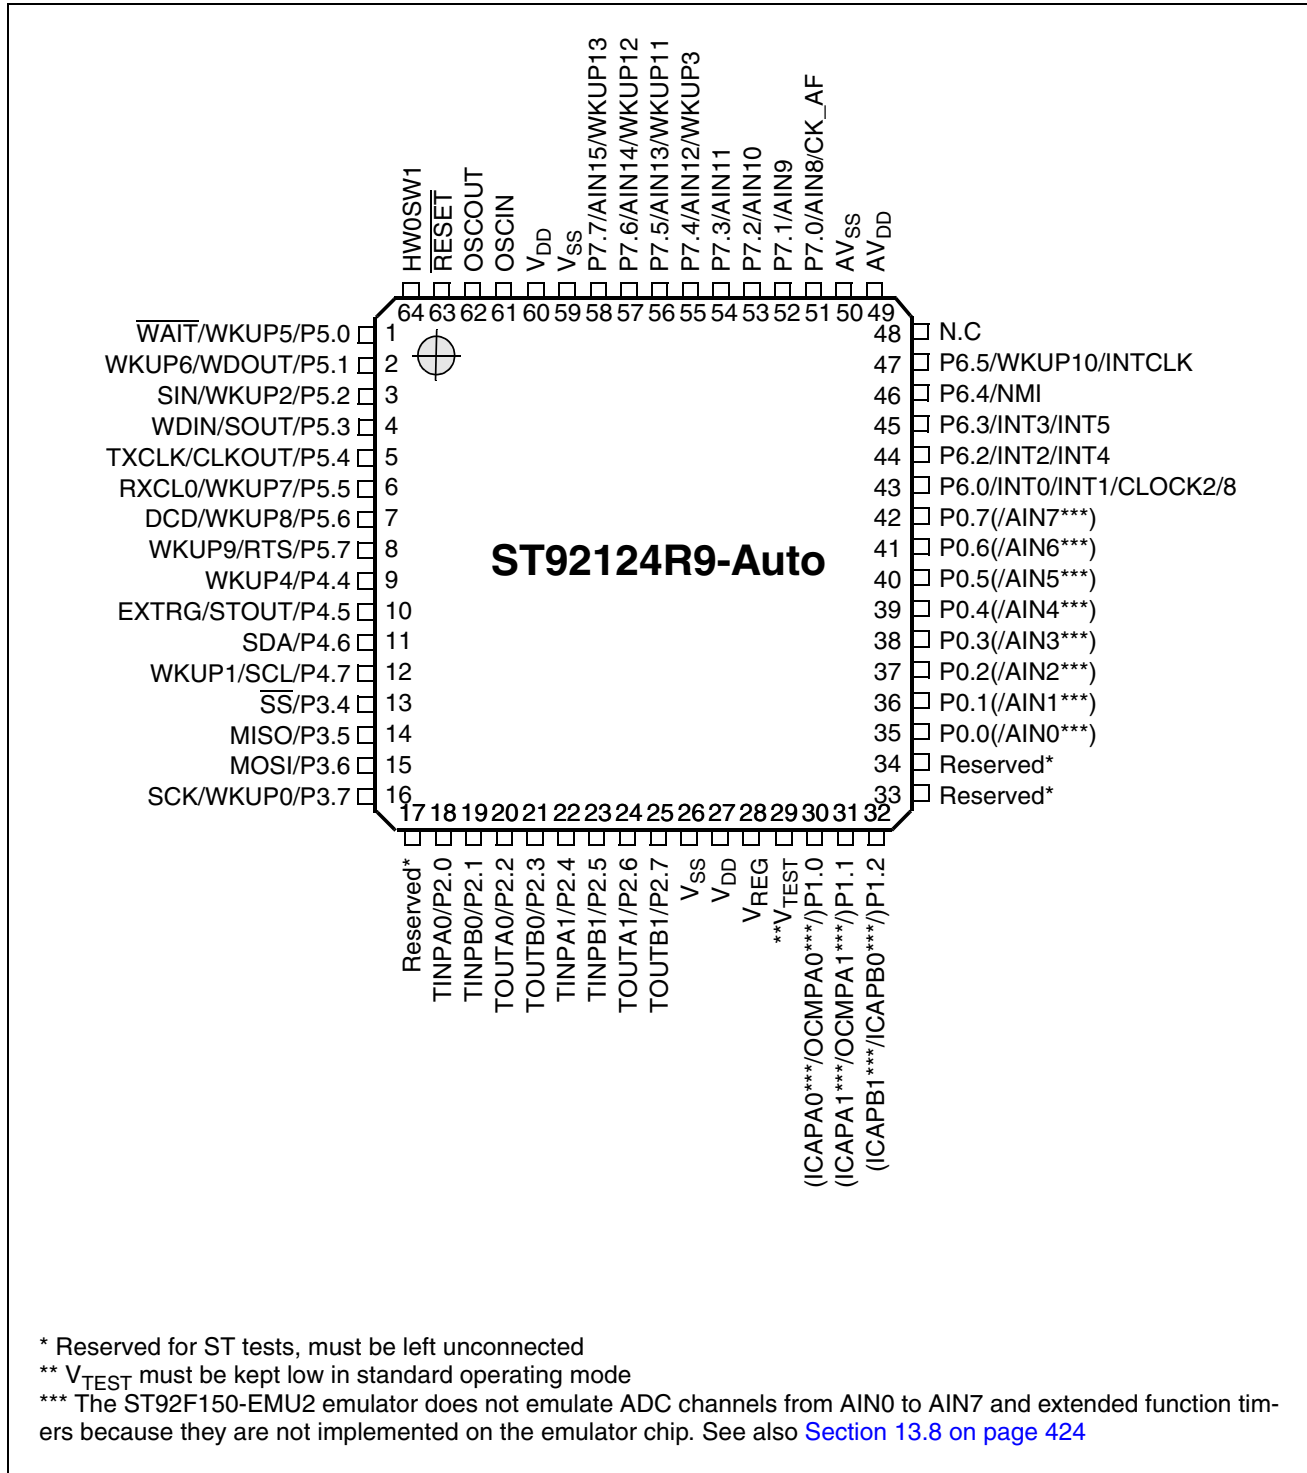 HW0SW1
RESET
OSCOUT
OSCIN
VDD
VSS
P7.7/AIN15/WKUP13
P7.6/AIN14/WKUP12
P7.5/AIN13/WKUP11
P7.4/AIN12/WKUP3
P7.3/AIN11
P7.2/AIN10
P7.1/AIN9
P7.0/AIN8/CK_AF
AVSS
AVDD
64 63 62 61 60 59 58 57 56 55 54 53 52 51 50 49
WAIT/WKUP5/P5.0 1
WKUP6/WDOUT/P5.1 2
SIN/WKUP2/P5.2 3
WDIN/SOUT/P5.3 4
TXCLK/CLKOUT/P5.4 5
RXCL0/WKUP7/P5.5 6
DCD/WKUP8/P5.6 7
WKUP9/RTS/P5.7 8
WKUP4/P4.4 9
EXTRG/STOUT/P4.5 10
SDA/P4.6 11
WKUP1/SCL/P4.7 12
SS/P3.4 13
MISO/P3.5 14
MOSI/P3.6 15
SCK/WKUP0/P3.7 16
ST92124R9-Auto
48 N.C
47 P6.5/WKUP10/INTCLK
46 P6.4/NMI
45 P6.3/INT3/INT5
44 P6.2/INT2/INT4
43 P6.0/INT0/INT1/CLOCK2/8
42 P0.7(/AIN7***)
41 P0.6(/AIN6***)
40 P0.5(/AIN5***)
39 P0.4(/AIN4***)
38 P0.3(/AIN3***)
37 P0.2(/AIN2***)
36 P0.1(/AIN1***)
35 P0.0(/AIN0***)
34 Reserved*
33 Reserved*
17 18 19 20 21 22 23 24 25 26 27 28 29 30 31 32
Reserved*
TINPA0/P2.0
TINPB0/P2.1
TOUTA0/P2.2
TOUTB0/P2.3
TINPA1/P2.4
TINPB1/P2.5
TOUTA1/P2.6
TOUTB1/P2.7
VSS
VDD
VREG
**VTEST
(ICAPA0***/OCMPA0***/)P1.0
(ICAPA1***/OCMPA1***/)P1.1
(ICAPB1***/ICAPB0***/)P1.2
* Reserved for ST tests, must be left unconnected
** VTEST must be kept low in standard operating mode
*** The ST92F150-EMU2 emulator does not emulate ADC channels from AIN0 to AIN7 and extended function tim-
ers because they are not implemented on the emulator chip. See also Section 13.8 on page 424